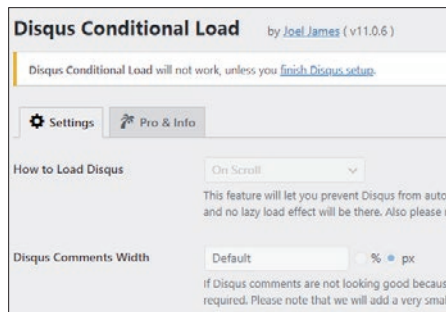 Disqus Conditional Load by Joel James ( v11.0.6 )
Disqus Conditional Load will not work, unless you finish Disqus setup.
Settings Pro & Info
How to Load Disqus On Scroll
This feature will let you prevent Disqus from auto
and no lazy load effect will be there. Also please
Disqus Comments Width Default % px
If Disqus comments are not looking good becaus
required. Please note that we will add a very smal